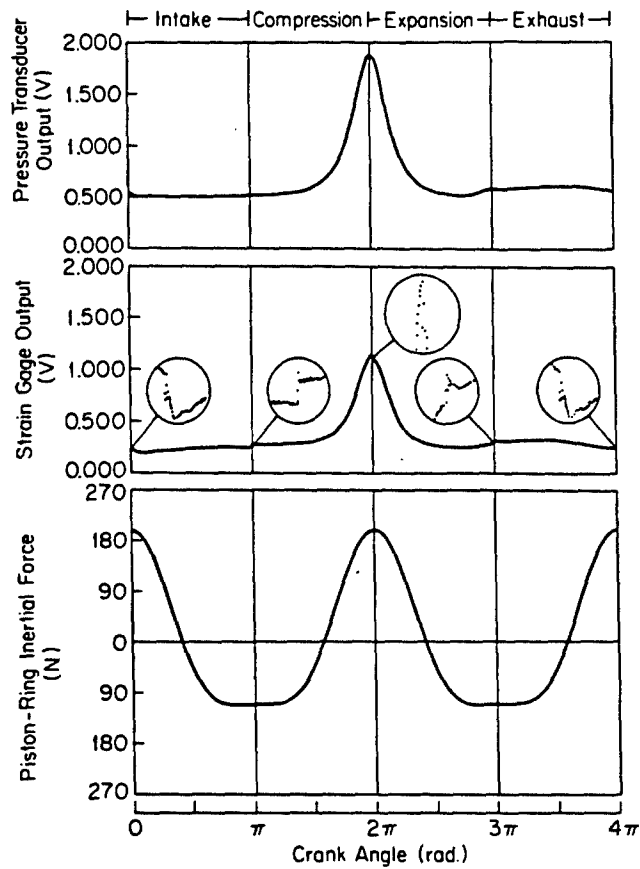 Intake Compression Expansion Exhaust
Pressure Transducer
Output (V)
2.000
1.500
1.000
0.500
0.000
Strain Gage Output
(V)
2.000
1.500
1.000
0.500
0.000
Piston-Ring Inertial Force
(N)
270
180
90
0
90
180
270
0 π 2π 3π 4π
Crank Angle (rad.)